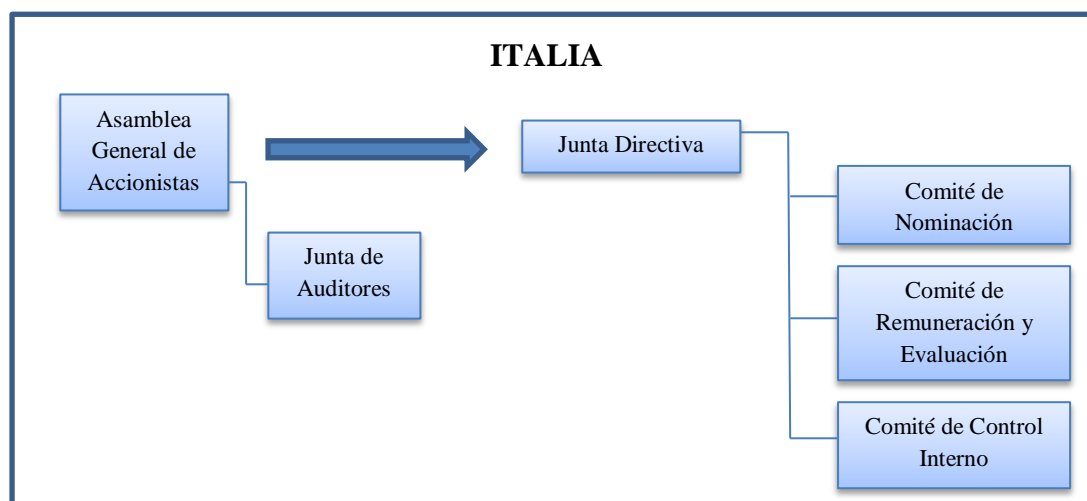 ITALIA
Asamblea
General de
Accionistas
Junta Directiva
Junta de
Auditores
Comité de
Nominación
Comité de
Remuneración y
Evaluación
Comité de Control
Interno